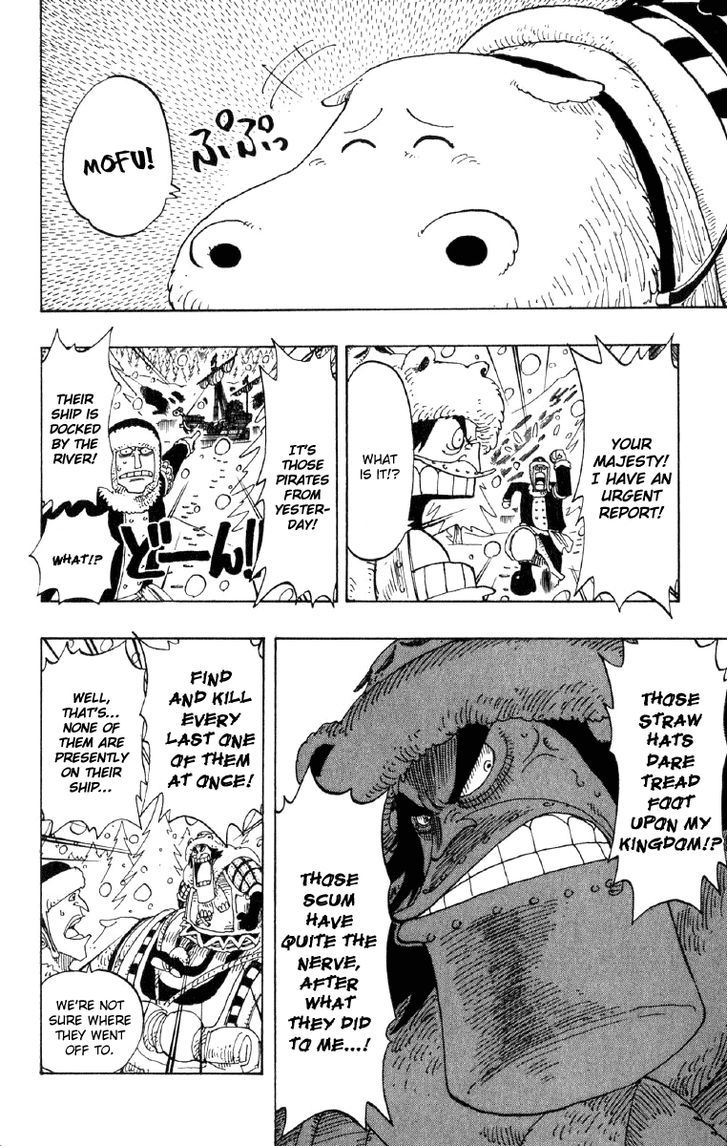 MOFU!
ぷぷっ
YOUR
MAJESTY!
I HAVE AN
URGENT
REPORT!
WHAT
IS IT!?
IT'S
THOSE
PIRATES
FROM
YESTER-
DAY!
THEIR
SHIP IS
DOCKED
BY THE
RIVER!
どーん!
WHAT!?
THOSE
STRAW
HATS
DARE
TREAD
FOOT
UPON MY
KINGDOM!?
THOSE
SCUM
HAVE
QUITE THE
NERVE,
AFTER
WHAT
THEY DID
TO ME...!
FIND
AND KILL
EVERY
LAST ONE
OF THEM
AT ONCE!
WELL,
THAT'S...
NONE OF
THEM ARE
PRESENTLY
ON THEIR
SHIP...
WE'RE NOT
SURE WHERE
THEY WENT
OFF TO.